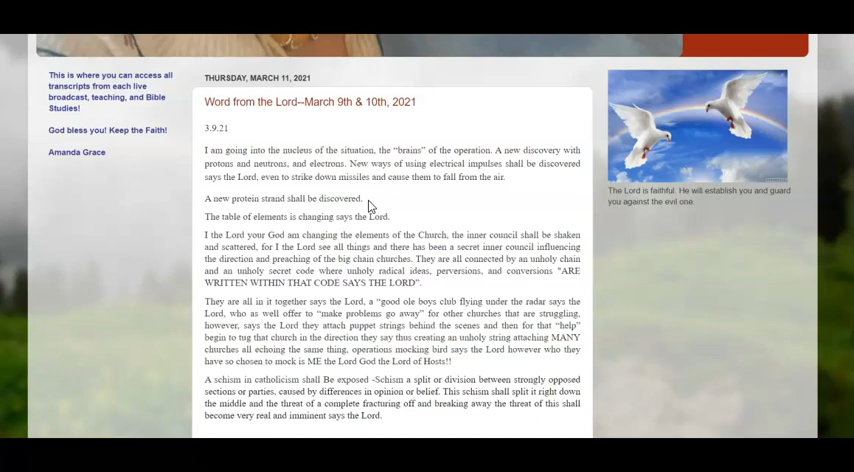 This is where you can access all
transcripts from each live
broadcast, teaching, and Bible
Studies!
God bless you! Keep the Faith!
Amanda Grace
THURSDAY, MARCH 11, 2021
Word from the Lord--March 9th & 10th, 2021
3.9.21
I am going into the nucleus of the situation, the “brains” of the operation. A new discovery with
protons and neutrons, and electrons. New ways of using electrical impulses shall be discovered
says the Lord, even to strike down missiles and cause them to fall from the air.
A new protein strand shall be discovered.
The table of elements is changing says the Lord.
I the Lord your God am changing the elements of the Church, the inner council shall be shaken
and scattered, for I the Lord see all things and there has been a secret inner council influencing
the direction and preaching of the big chain churches. They are all connected by an unholy chain
and an unholy secret code where unholy radical ideas, perversions, and conversions "ARE
WRITTEN WITHIN THAT CODE SAYS THE LORD”.
They are all in it together says the Lord, a “good ole boys club flying under the radar says the
Lord, who as well offer to “make problems go away” for other churches that are struggling,
however, says the Lord they attach puppet strings behind the scenes and then for that “help”
begin to tug that church in the direction they say thus creating an unholy string attaching MANY
churches all echoing the same thing, operations mocking bird says the Lord however who they
have so chosen to mock is ME the Lord God the Lord of Hosts!!
A schism in catholicism shall Be exposed -Schism a split or division between strongly opposed
sections or parties, caused by differences in opinion or belief. This schism shall split it right down
the middle and the threat of a complete fracturing off and breaking away the threat of this shall
become very real and imminent says the Lord.
The Lord is faithful. He will establish you and guard
you against the evil one